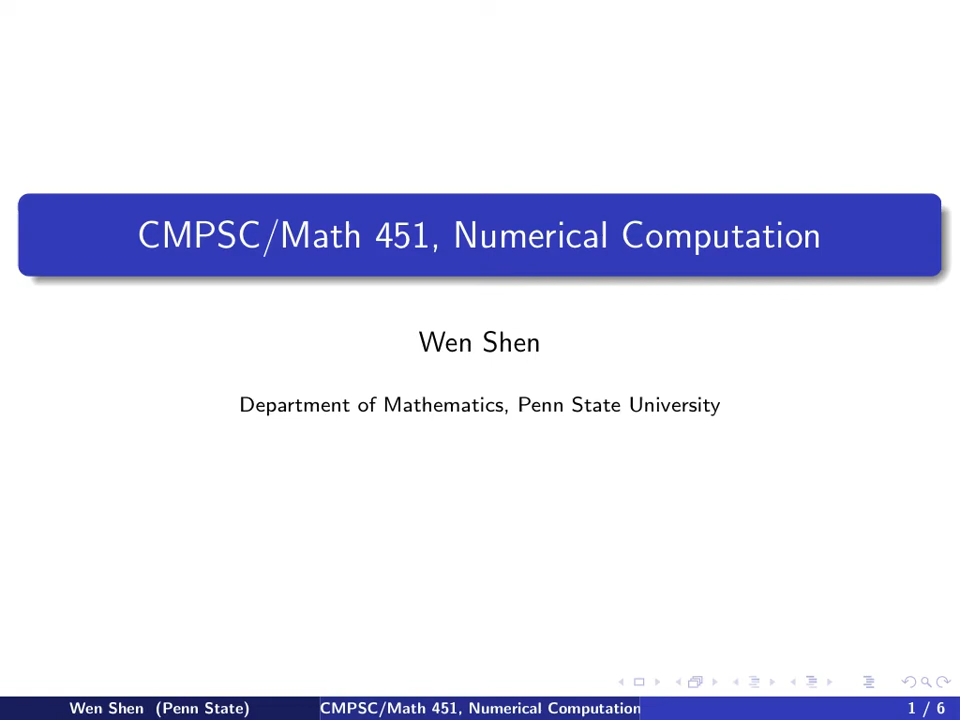 CMPSC/Math 451, Numerical Computation
Wen Shen
Department of Mathematics, Penn State University
Wen Shen (Penn State)
CMPSC/Math 451, Numerical Computation
1 / 6